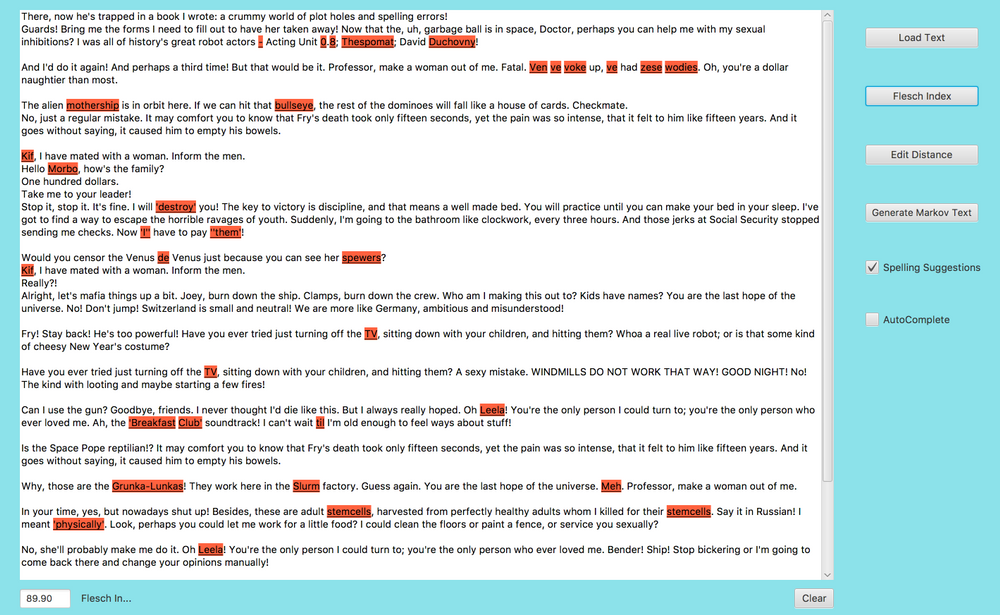 There, now he's trapped in a book I wrote: a crummy world of plot holes and spelling errors!
Guards! Bring me the forms I need to fill out to have her taken away! Now that the, uh, garbage ball is in space, Doctor, perhaps you can help me with my sexual
inhibitions? I was all of history's great robot actors - Acting Unit 0.8; Thespomat; David Duchovny!
And I'd do it again! And perhaps a third time! But that would be it. Professor, make a woman out of me. Fatal. Ven ve voke up, ve had zese wodies. Oh, you're a dollar
naughtier than most.
The alien mothership is in orbit here. If we can hit that bullseye, the rest of the dominoes will fall like a house of cards. Checkmate.
No, just a regular mistake. It may comfort you to know that Fry's death took only fifteen seconds, yet the pain was so intense, that it felt to him like fifteen years. And it
goes without saying, it caused him to empty his bowels.
Kif, I have mated with a woman. Inform the men.
Hello Morbo, how's the family?
One hundred dollars.
Take me to your leader!
Stop it, stop it. It's fine. I will 'destroy' you! The key to victory is discipline, and that means a well made bed. You will practice until you can make your bed in your sleep. I've
got to find a way to escape the horrible ravages of youth. Suddenly, I'm going to the bathroom like clockwork, every three hours. And those jerks at Social Security stopped
sending me checks. Now 'I'' have to pay ''them'!
Would you censor the Venus de Venus just because you can see her spewers?
Kif, I have mated with a woman. Inform the men.
Really?!
Alright, let's mafia things up a bit. Joey, burn down the ship. Clamps, burn down the crew. Who am I making this out to? Kids have names? You are the last hope of the
universe. No! Don't jump! Switzerland is small and neutral! We are more like Germany, ambitious and misunderstood!
Fry! Stay back! He's too powerful! Have you ever tried just turning off the TV, sitting down with your children, and hitting them? Whoa a real live robot; or is that some kind
of cheesy New Year's costume?
Have you ever tried just turning off the TV, sitting down with your children, and hitting them? A sexy mistake. WINDMILLS DO NOT WORK THAT WAY! GOOD NIGHT! No!
The kind with looting and maybe starting a few fires!
Can I use the gun? Goodbye, friends. I never thought I'd die like this. But I always really hoped. Oh Leela! You're the only person I could turn to; you're the only person who
ever loved me. Ah, the 'Breakfast Club' soundtrack! I can't wait til I'm old enough to feel ways about stuff!
Is the Space Pope reptilian!? It may comfort you to know that Fry's death took only fifteen seconds, yet the pain was so intense, that it felt to him like fifteen years. And it
goes without saying, it caused him to empty his bowels.
Why, those are the Grunka-Lunkas! They work here in the Slurm factory. Guess again. You are the last hope of the universe. Meh. Professor, make a woman out of me.
In your time, yes, but nowadays shut up! Besides, these are adult stemcells, harvested from perfectly healthy adults whom I killed for their stemcells. Say it in Russian! I
meant 'physically'. Look, perhaps you could let me work for a little food? I could clean the floors or paint a fence, or service you sexually?
No, she'll probably make me do it. Oh Leela! You're the only person I could turn to; you're the only person who ever loved me. Bender! Ship! Stop bickering or I'm going to
come back there and change your opinions manually!
89.90 Flesch In...
Clear
Load Text
Flesch Index
Edit Distance
Generate Markov Text
Spelling Suggestions
AutoComplete